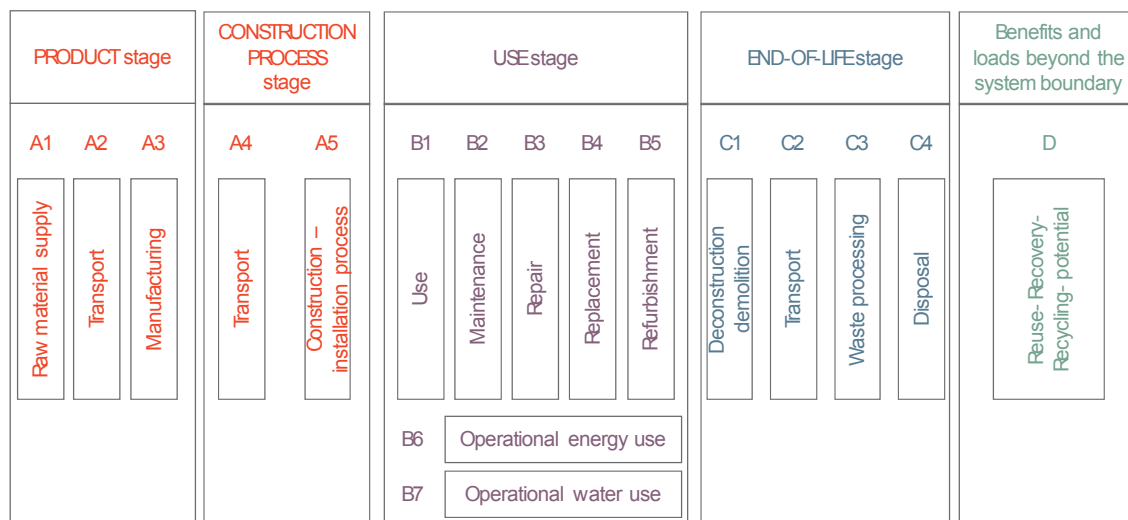 PRODUCT stage
CONSTRUCTION
PROCESS
stage
USE stage
END-OF-LIFE stage
Benefits and
loads beyond the
system boundary
A1
A2
A3
A4
A5
B1
B2
B3
B4
B5
C1
C2
C3
C4
D
Raw material supply
Transport
Manufacturing
Transport
Construction –
installation process
Use
Maintenance
Repair
Replacement
Refurbishment
Deconstruction
demolition
Transport
Waste processing
Disposal
Reuse- Recovery-
Recycling- potential
B6
Operational energy use
B7
Operational water use